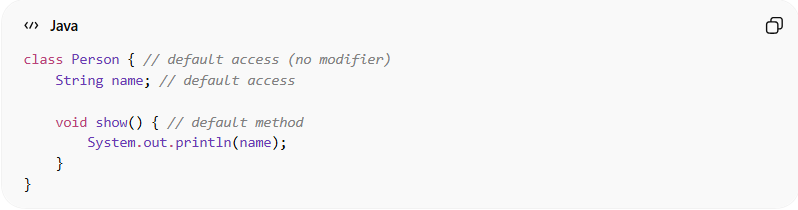 </> Java
class Person { // default access (no modifier)
    String name; // default access

    void show() { // default method
        System.out.println(name);
    }
}